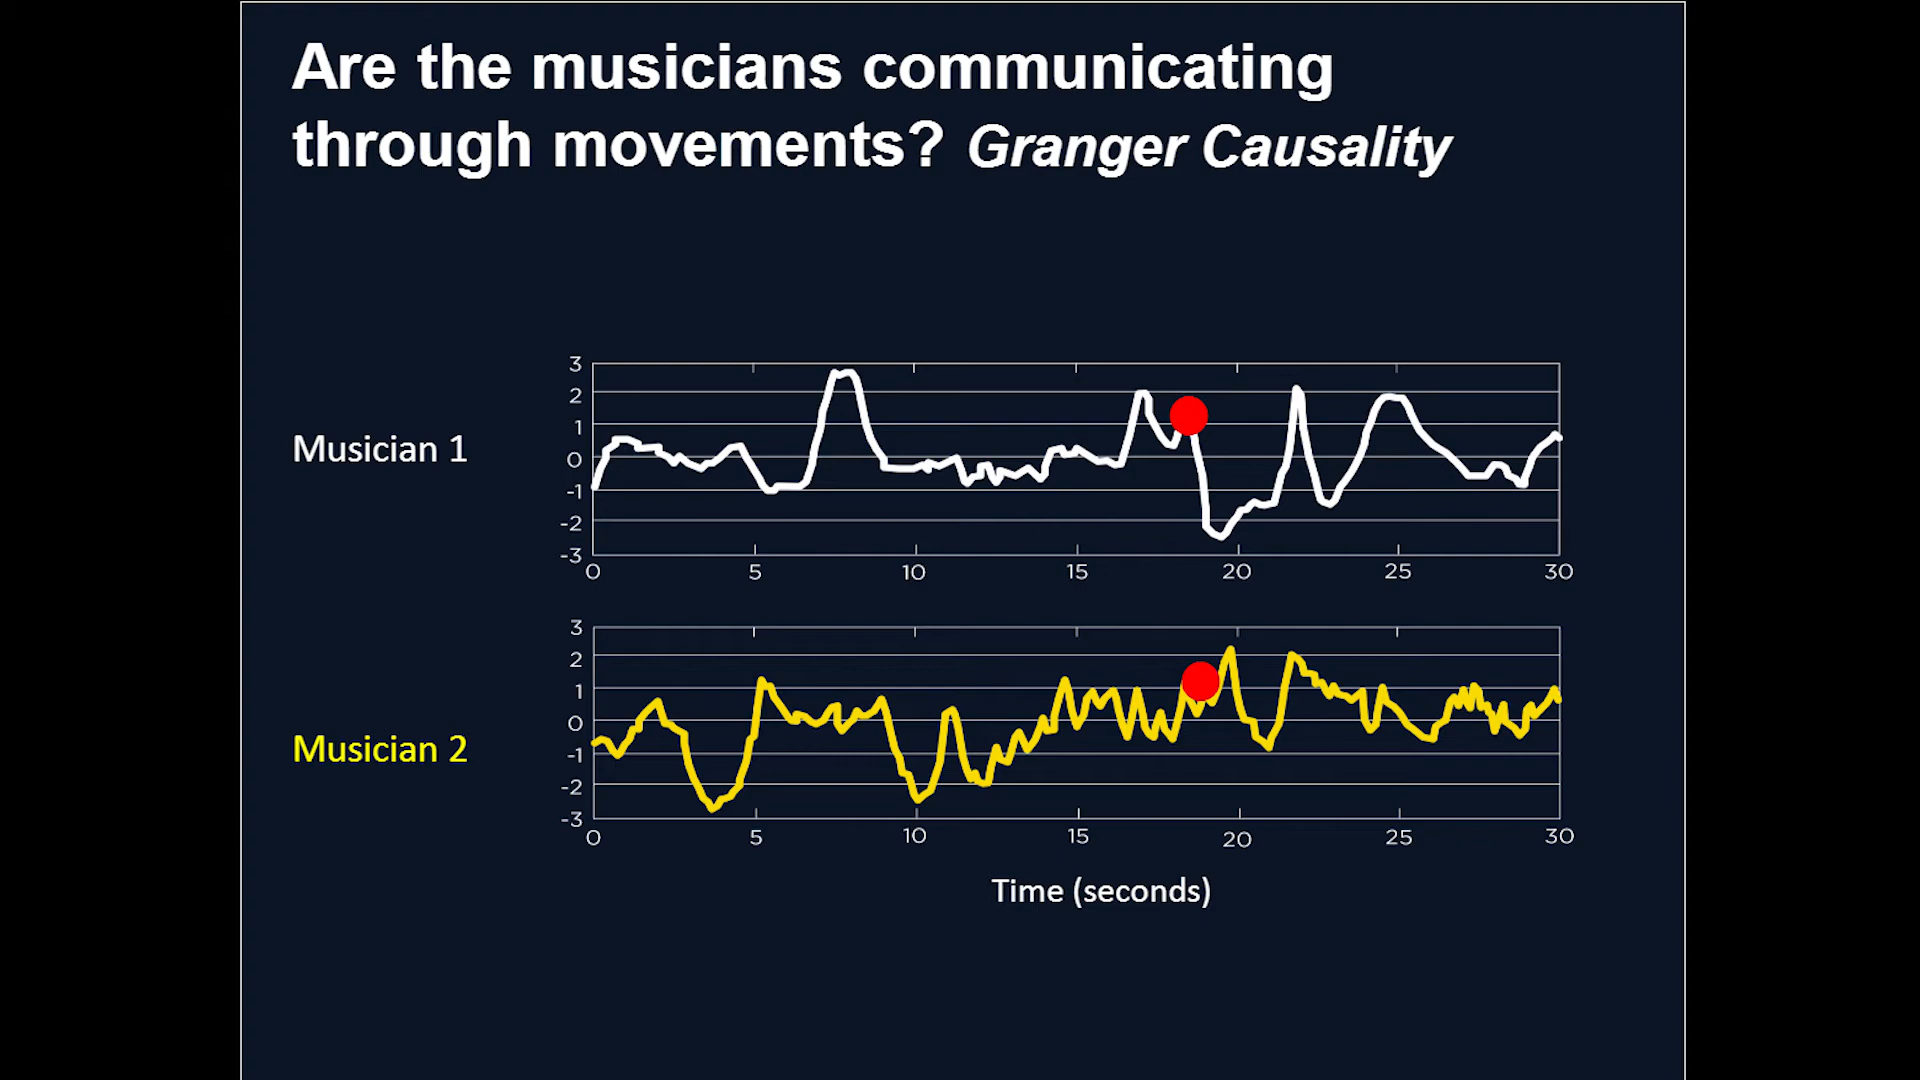 Are the musicians communicating
through movements? Granger Causality
Musician 1
3
2
1
0
-1
-2
-3
0 5 10 15 20 25 30
Musician 2
3
2
1
0
-1
-2
-3
0 5 10 15 20 25 30
Time (seconds)